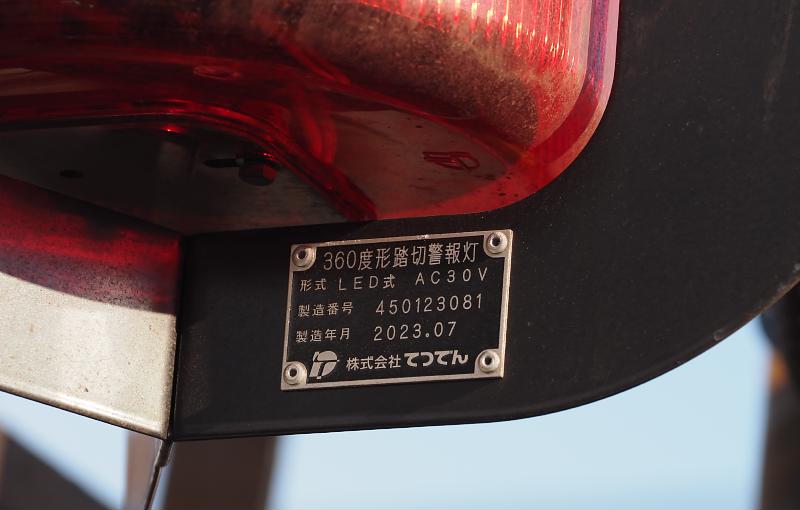 360度形踏切警報灯
形式 LED式 AC30V
製造番号 450123081
製造年月 2023.07
株式会社てつでん